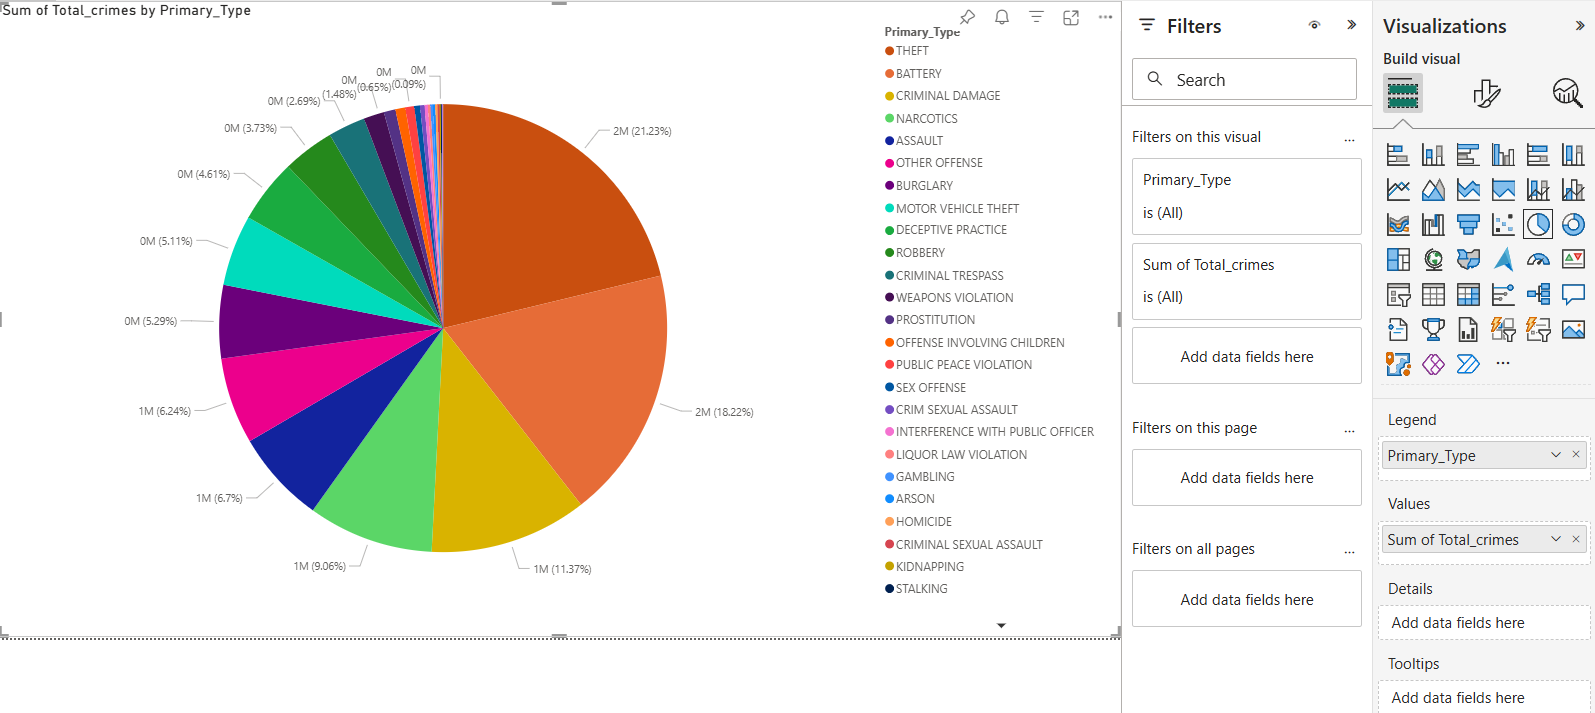 Sum of Total_crimes by Primary_Type
0M
0M
0M
(0.65%)
(0.09%)
(1.48%)
0M (2.69%)
0M (3.73%)
0M (4.61%)
0M (5.11%)
0M (5.29%)
1M (6.24%)
1M (6.7%)
1M (9.06%)
1M (11.37%)
2M (18.22%)
2M (21.23%)
Primary_Type
THEFT
BATTERY
CRIMINAL DAMAGE
NARCOTICS
ASSAULT
OTHER OFFENSE
BURGLARY
MOTOR VEHICLE THEFT
DECEPTIVE PRACTICE
ROBBERY
CRIMINAL TRESPASS
WEAPONS VIOLATION
PROSTITUTION
OFFENSE INVOLVING CHILDREN
PUBLIC PEACE VIOLATION
SEX OFFENSE
CRIM SEXUAL ASSAULT
INTERFERENCE WITH PUBLIC OFFICER
LIQUOR LAW VIOLATION
GAMBLING
ARSON
HOMICIDE
CRIMINAL SEXUAL ASSAULT
KIDNAPPING
STALKING
Filters
Search
Filters on this visual ...
Primary_Type
is (All)
Sum of Total_crimes
is (All)
Add data fields here
Filters on this page ...
Add data fields here
Filters on all pages ...
Add data fields here
Visualizations
Build visual
Legend
Primary_Type
Values
Sum of Total_crimes
Details
Add data fields here
Tooltips
Add data fields here